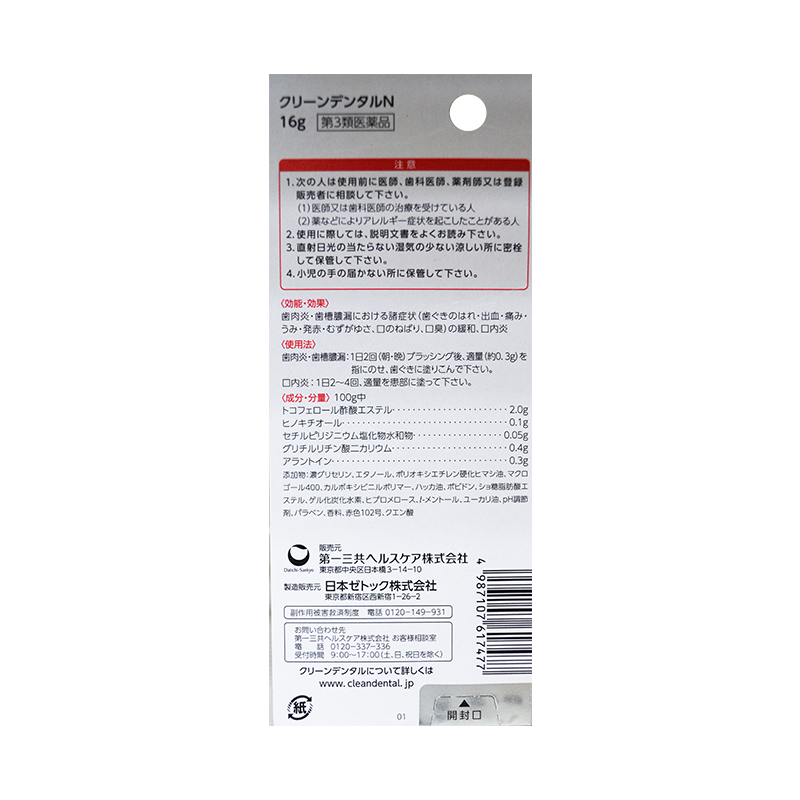 クリーンデンタルN
16g 第3類医薬品
注意
1. 次の人は使用前に医師、歯科医師、薬剤師又は登録
販売者に相談して下さい。
(1)医師又は歯科医師の治療を受けている人
(2)薬などによりアレルギー症状を起こしたことがある人
2. 使用に際しては、説明文書をよくお読み下さい。
3. 直射日光の当たらない湿気の少ない涼しい所に密栓
して保管して下さい。
4. 小児の手の届かない所に保管して下さい。
〈効能・効果〉
歯肉炎・歯槽膿漏における諸症状(歯ぐきのはれ・出血・痛み・
うみ・発赤・むずがゆさ、口のねばり、口臭)の緩和、口内炎
〈使用法〉
歯肉炎・歯槽膿漏:1日2回(朝・晩)ブラッシング後、適量(約0.3g)を
指にのせ、歯ぐきに塗りこんで下さい。
口内炎:1日2〜4回、適量を患部に塗って下さい。
〈成分・分量〉 100g中
トコフェロール酢酸エステル 2.0g
ヒノキチオール 0.1g
セチルピリジニウム塩化物水和物 0.05g
グリチルリチン酸二カリウム 0.4g
アラントイン 0.3g
添加物:濃グリセリン、エタノール、ポリオキシエチレン硬化ヒマシ油、マクロ
ゴール400、カルボキシビニルポリマー、ハッカ油、ポビドン、ショ糖脂肪酸エ
ステル、ゲル化炭化水素、ヒプロメロース、l-メントール、ユーカリ油、pH調節
剤、パラベン、香料、赤色102号、クエン酸
Daiichi-Sankyo
販売元
第一三共ヘルスケア株式会社
東京都中央区日本橋3-14-10
製造販売元 日本ゼトック株式会社
東京都新宿区西新宿1-26-2
副作用被害救済制度 電話 0120-149-931
お問い合わせ先
第一三共ヘルスケア株式会社 お客様相談室
電話 0120-337-336
受付時間 9:00〜17:00(土、日、祝日を除く)
クリーンデンタルについて詳しくは
www.cleandental.jp
紙
01
開封口
4987107617477